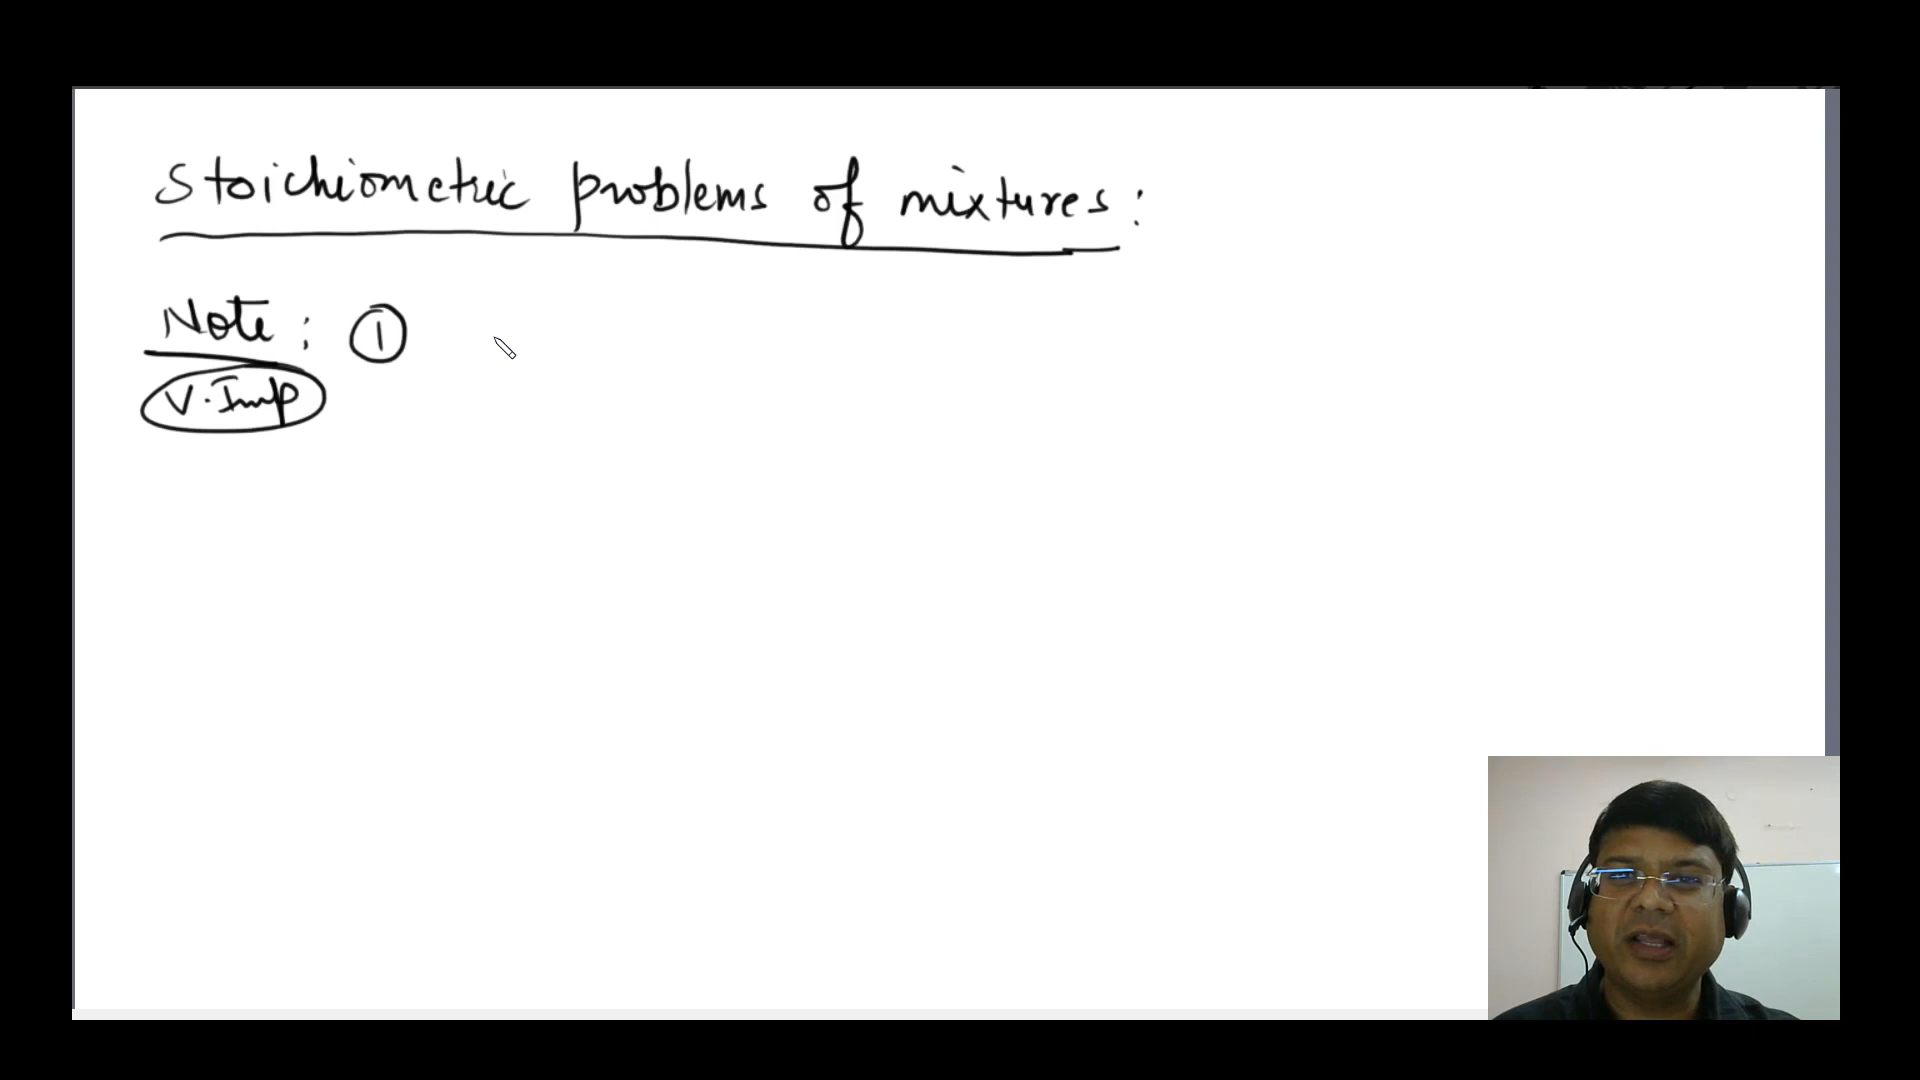 Stoichiometric problems of mixtures :
Note : ①
V. Imp